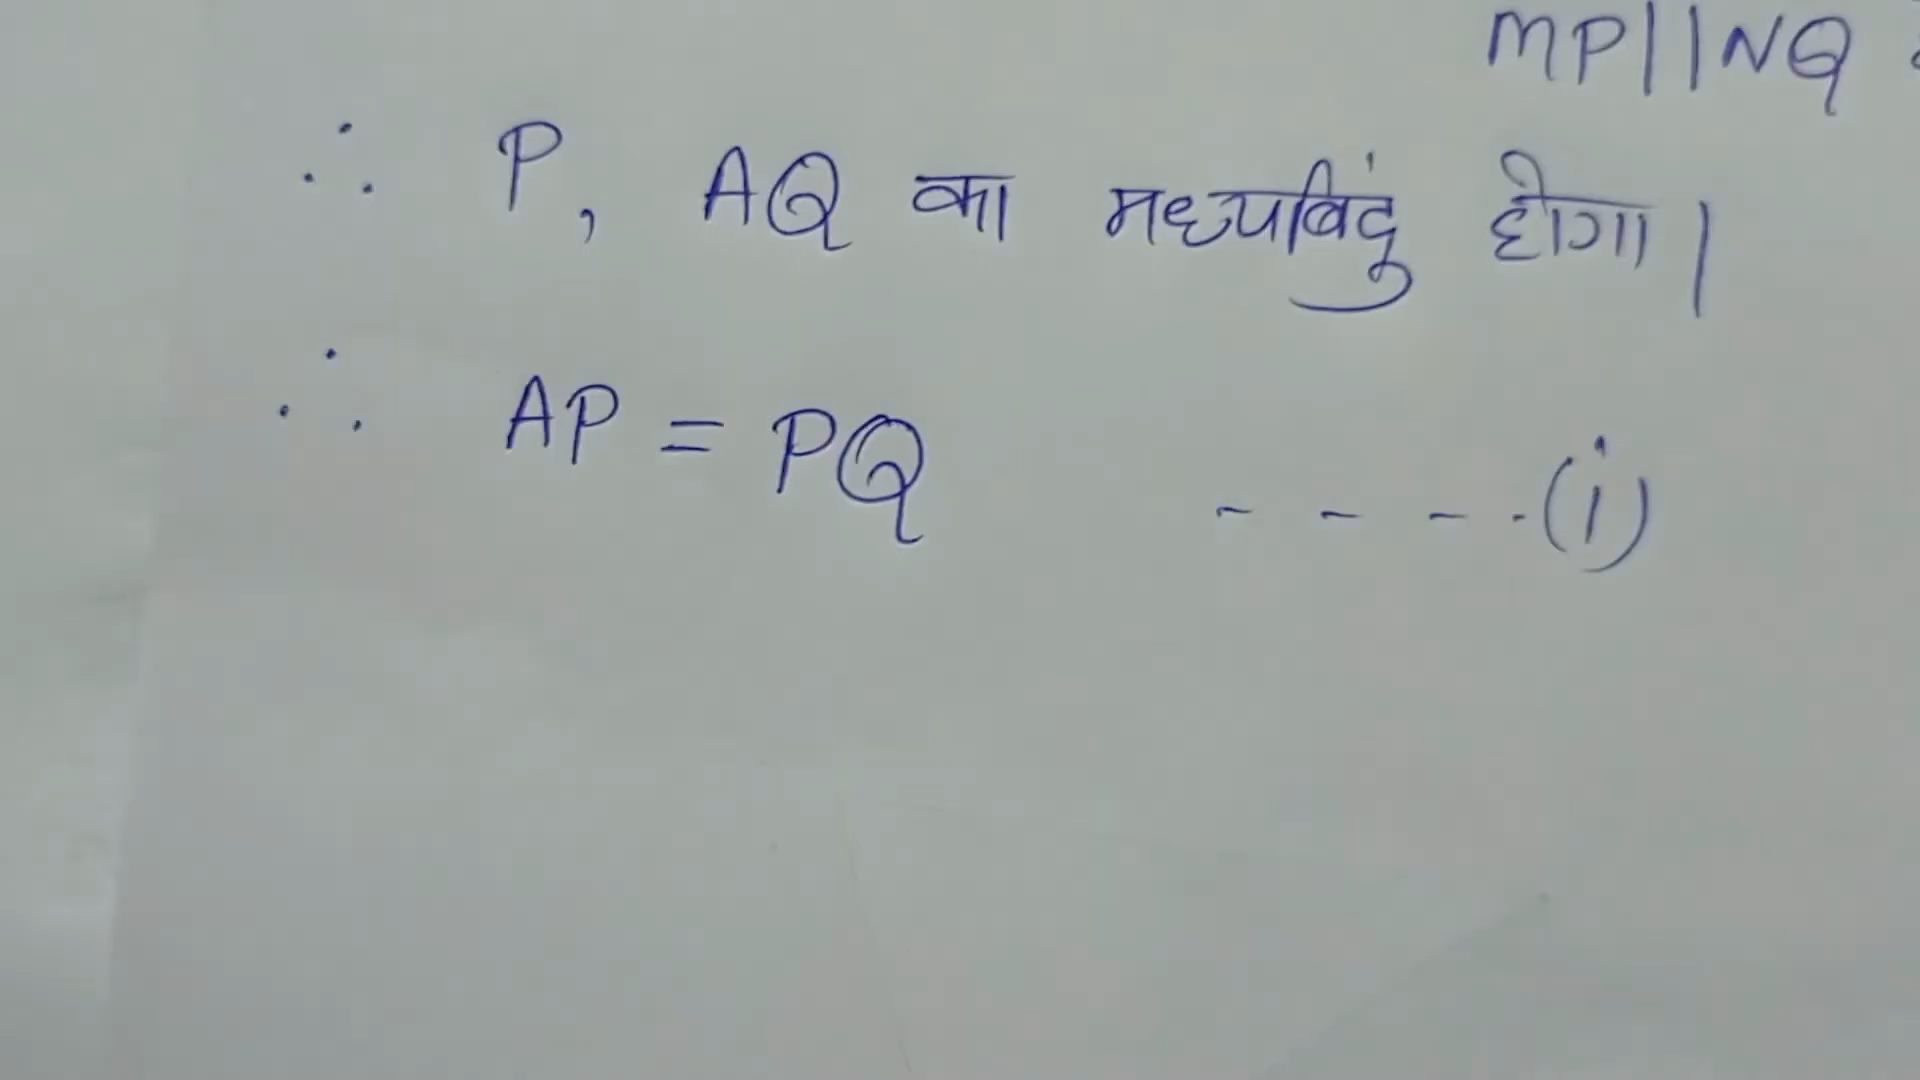 MP||NQ
∴ P, AQ का मध्यबिंदु होगा।
∴ AP = PQ - - - -(i)